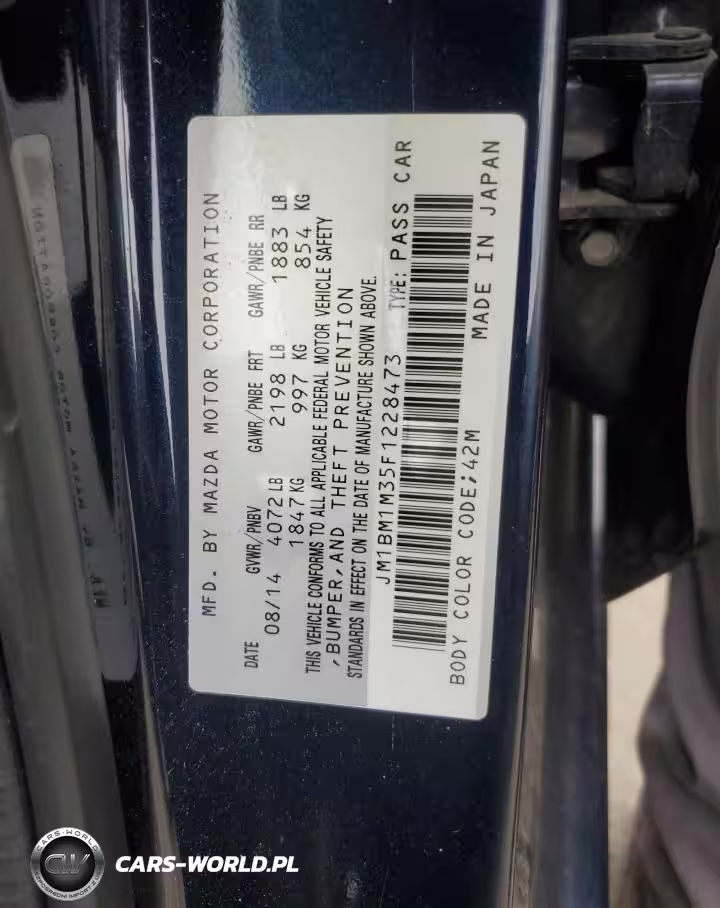 MFD. BY MAZDA MOTOR CORPORATION
DATE GVWR/PNBV GAWR/PNBE FRT GAWR/PNBE RR
08/14 4072 LB 2198 LB 1883 LB
1847 KG 997 KG 854 KG
THIS VEHICLE CONFORMS TO ALL APPLICABLE FEDERAL MOTOR VEHICLE SAFETY
,BUMPER,AND THEFT PREVENTION
STANDARDS IN EFFECT ON THE DATE OF MANUFACTURE SHOWN ABOVE.
JM1BM1M35F1228473 TYPE: PASS CAR
BODY COLOR CODE;42M MADE IN JAPAN
CARS-WORLD
CW
CARS-WORLD.PL